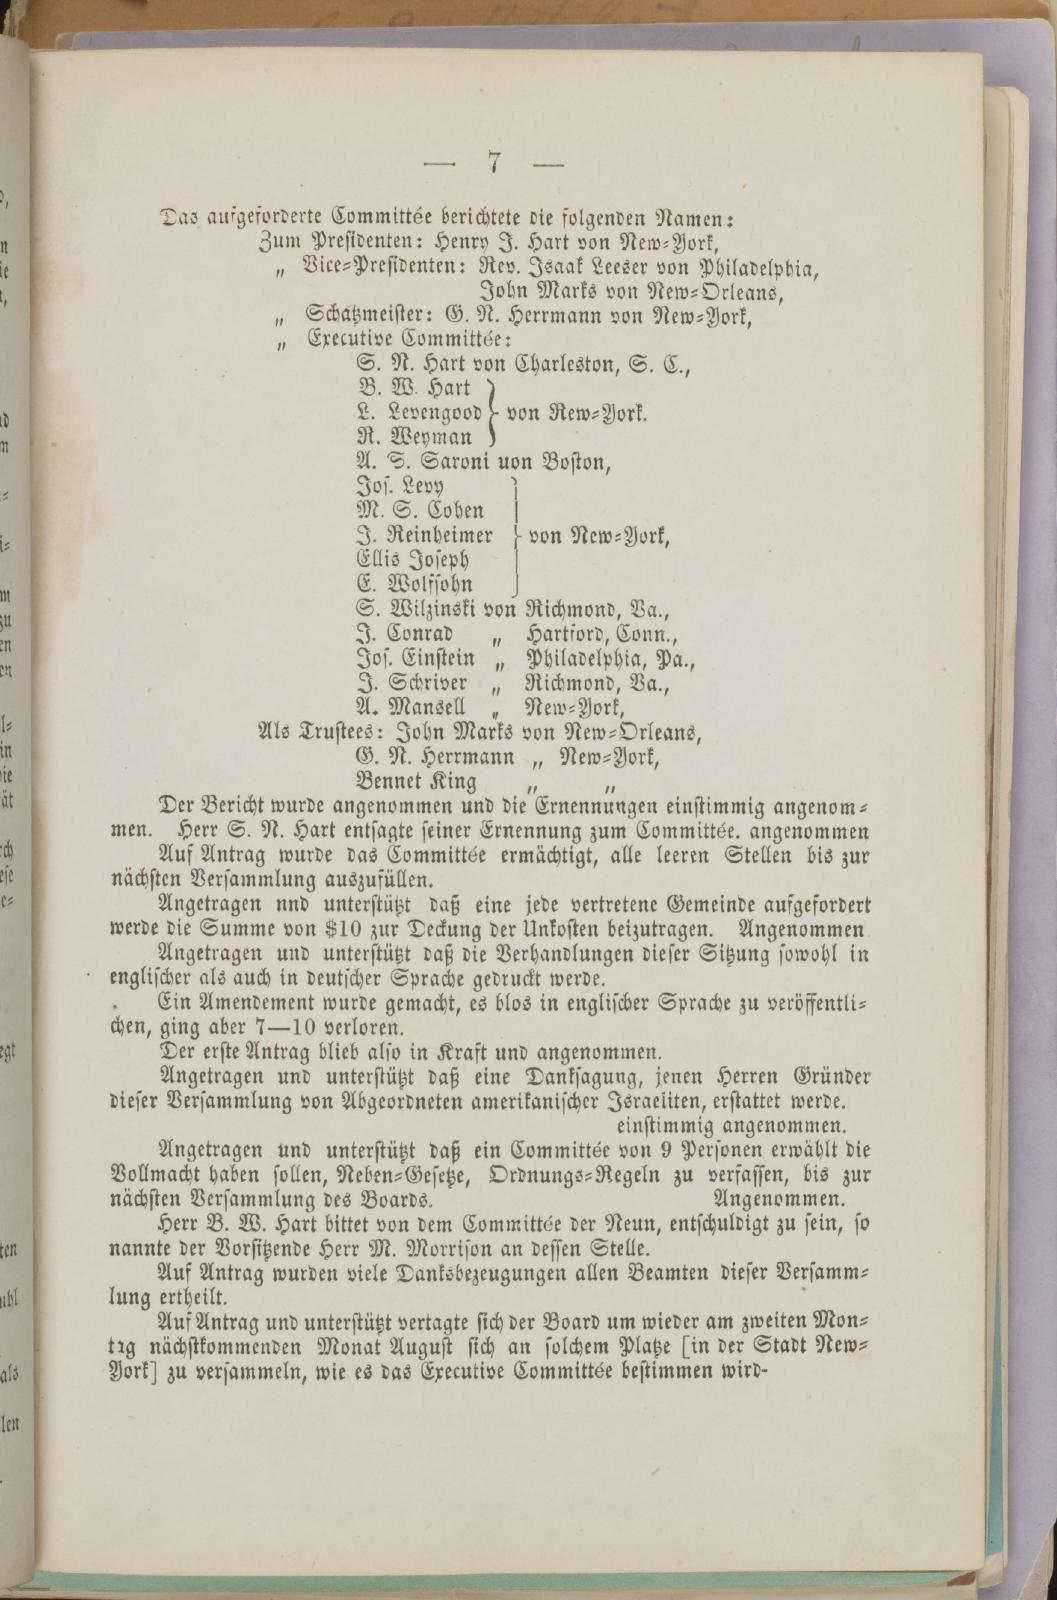 — 7 —
Das aufgeforderte Committée berichtete die folgenden Namen:
Zum Presidenten: Henry J. Hart von New-York,
„ Vice-Presidenten: Rev. Isaak Leeser von Philadelphia,
John Marks von New-Orleans,
„ Schatzmeister: G. N. Herrmann von New-York,
„ Executive Committée:
S. N. Hart von Charleston, S. C.,
B. W. Hart
L. Levengood } von New-York.
R. Weyman
A. S. Saroni uon Boston,
Jos. Levy
M. S. Cohen
J. Reinheimer } von New-York,
Ellis Joseph
E. Wolfsohn
S. Wilzinski von Richmond, Va.,
J. Conrad „ Hartford, Conn.,
Jos. Einstein „ Philadelphia, Pa.,
J. Schriver „ Richmond, Va.,
A. Mansell „ New-York,
Als Trustees: John Marks von New-Orleans,
G. N. Herrmann „ New-York,
Bennet King „ „
Der Bericht wurde angenommen und die Ernennungen einstimmig angenom-
men. Herr S. N. Hart entsagte seiner Ernennung zum Committée. angenommen
Auf Antrag wurde das Committée ermächtigt, alle leeren Stellen bis zur
nächsten Versammlung auszufüllen.
Angetragen nnd unterstützt daß eine jede vertretene Gemeinde aufgefordert
werde die Summe von $10 zur Deckung der Unkosten beizutragen. Angenommen
Angetragen und unterstützt daß die Verhandlungen dieser Sitzung sowohl in
englischer als auch in deutscher Sprache gedruckt werde.
Ein Amendement wurde gemacht, es blos in englischer Sprache zu veröffentli-
chen, ging aber 7—10 verloren.
Der erste Antrag blieb also in Kraft und angenommen.
Angetragen und unterstützt daß eine Danksagung, jenen Herren Gründer
dieser Versammlung von Abgeordneten amerikanischer Israeliten, erstattet werde.
einstimmig angenommen.
Angetragen und unterstützt daß ein Committée von 9 Personen erwählt die
Vollmacht haben sollen, Neben-Gesetze, Ordnungs-Regeln zu verfassen, bis zur
nächsten Versammlung des Boards. Angenommen.
Herr B. W. Hart bittet von dem Committée der Neun, entschuldigt zu sein, so
nannte der Vorsitzende Herr M. Morrison an dessen Stelle.
Auf Antrag wurden viele Danksbezeugungen allen Beamten dieser Versamm-
lung ertheilt.
Auf Antrag und unterstützt vertagte sich der Board um wieder am zweiten Mon-
tag nächstkommenden Monat August sich an solchem Platze [in der Stadt New-
York] zu versammeln, wie es das Executive Committée bestimmen wird-